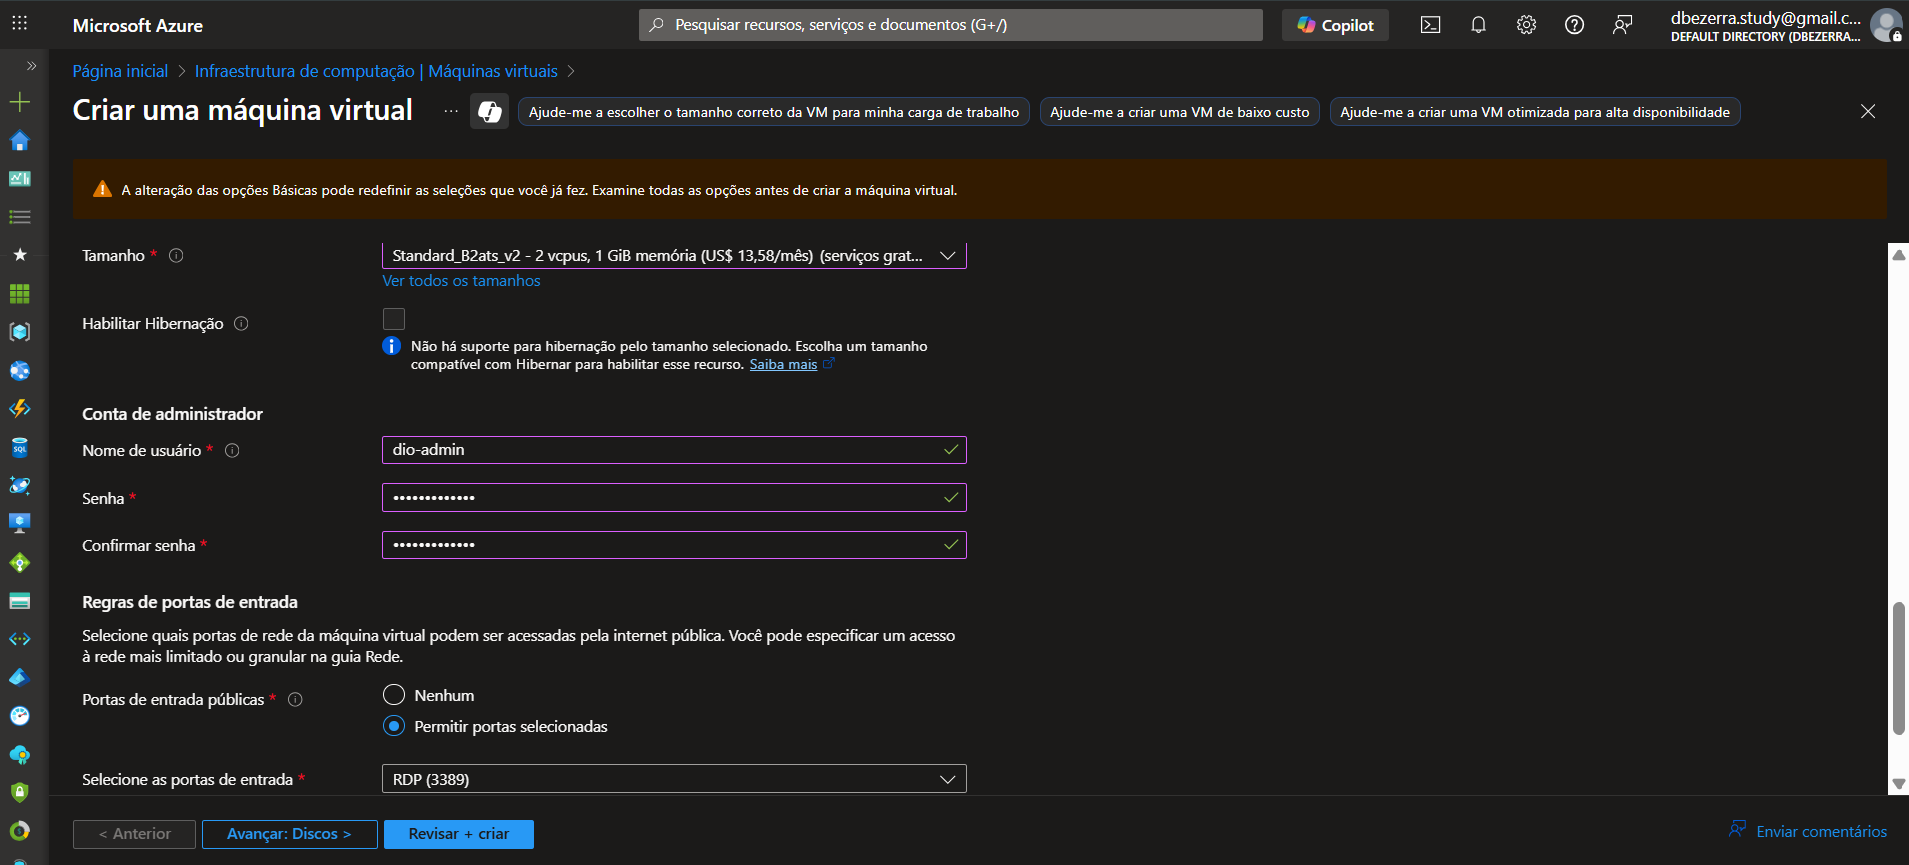 Microsoft Azure
Pesquisar recursos, serviços e documentos (G+/)
Copilot
dbezerra.study@gmail.c...
DEFAULT DIRECTORY (DBEZERRA...
Página inicial > Infraestrutura de computação | Máquinas virtuais >
Criar uma máquina virtual ...
Ajude-me a escolher o tamanho correto da VM para minha carga de trabalho
Ajude-me a criar uma VM de baixo custo
Ajude-me a criar uma VM otimizada para alta disponibilidade
A alteração das opções Básicas pode redefinir as seleções que você já fez. Examine todas as opções antes de criar a máquina virtual.
Tamanho *
Standard_B2ats_v2 - 2 vcpus, 1 GiB memória (US$ 13,58/mês) (serviços grat...
Ver todos os tamanhos
Habilitar Hibernação
Não há suporte para hibernação pelo tamanho selecionado. Escolha um tamanho
compatível com Hibernar para habilitar esse recurso. Saiba mais
Conta de administrador
Nome de usuário *
dio-admin
Senha *
•••••••••••••
Confirmar senha *
•••••••••••••
Regras de portas de entrada
Selecione quais portas de rede da máquina virtual podem ser acessadas pela internet pública. Você pode especificar um acesso
à rede mais limitado ou granular na guia Rede.
Portas de entrada públicas *
Nenhum
Permitir portas selecionadas
Selecione as portas de entrada *
RDP (3389)
< Anterior
Avançar: Discos >
Revisar + criar
Enviar comentários
SQL